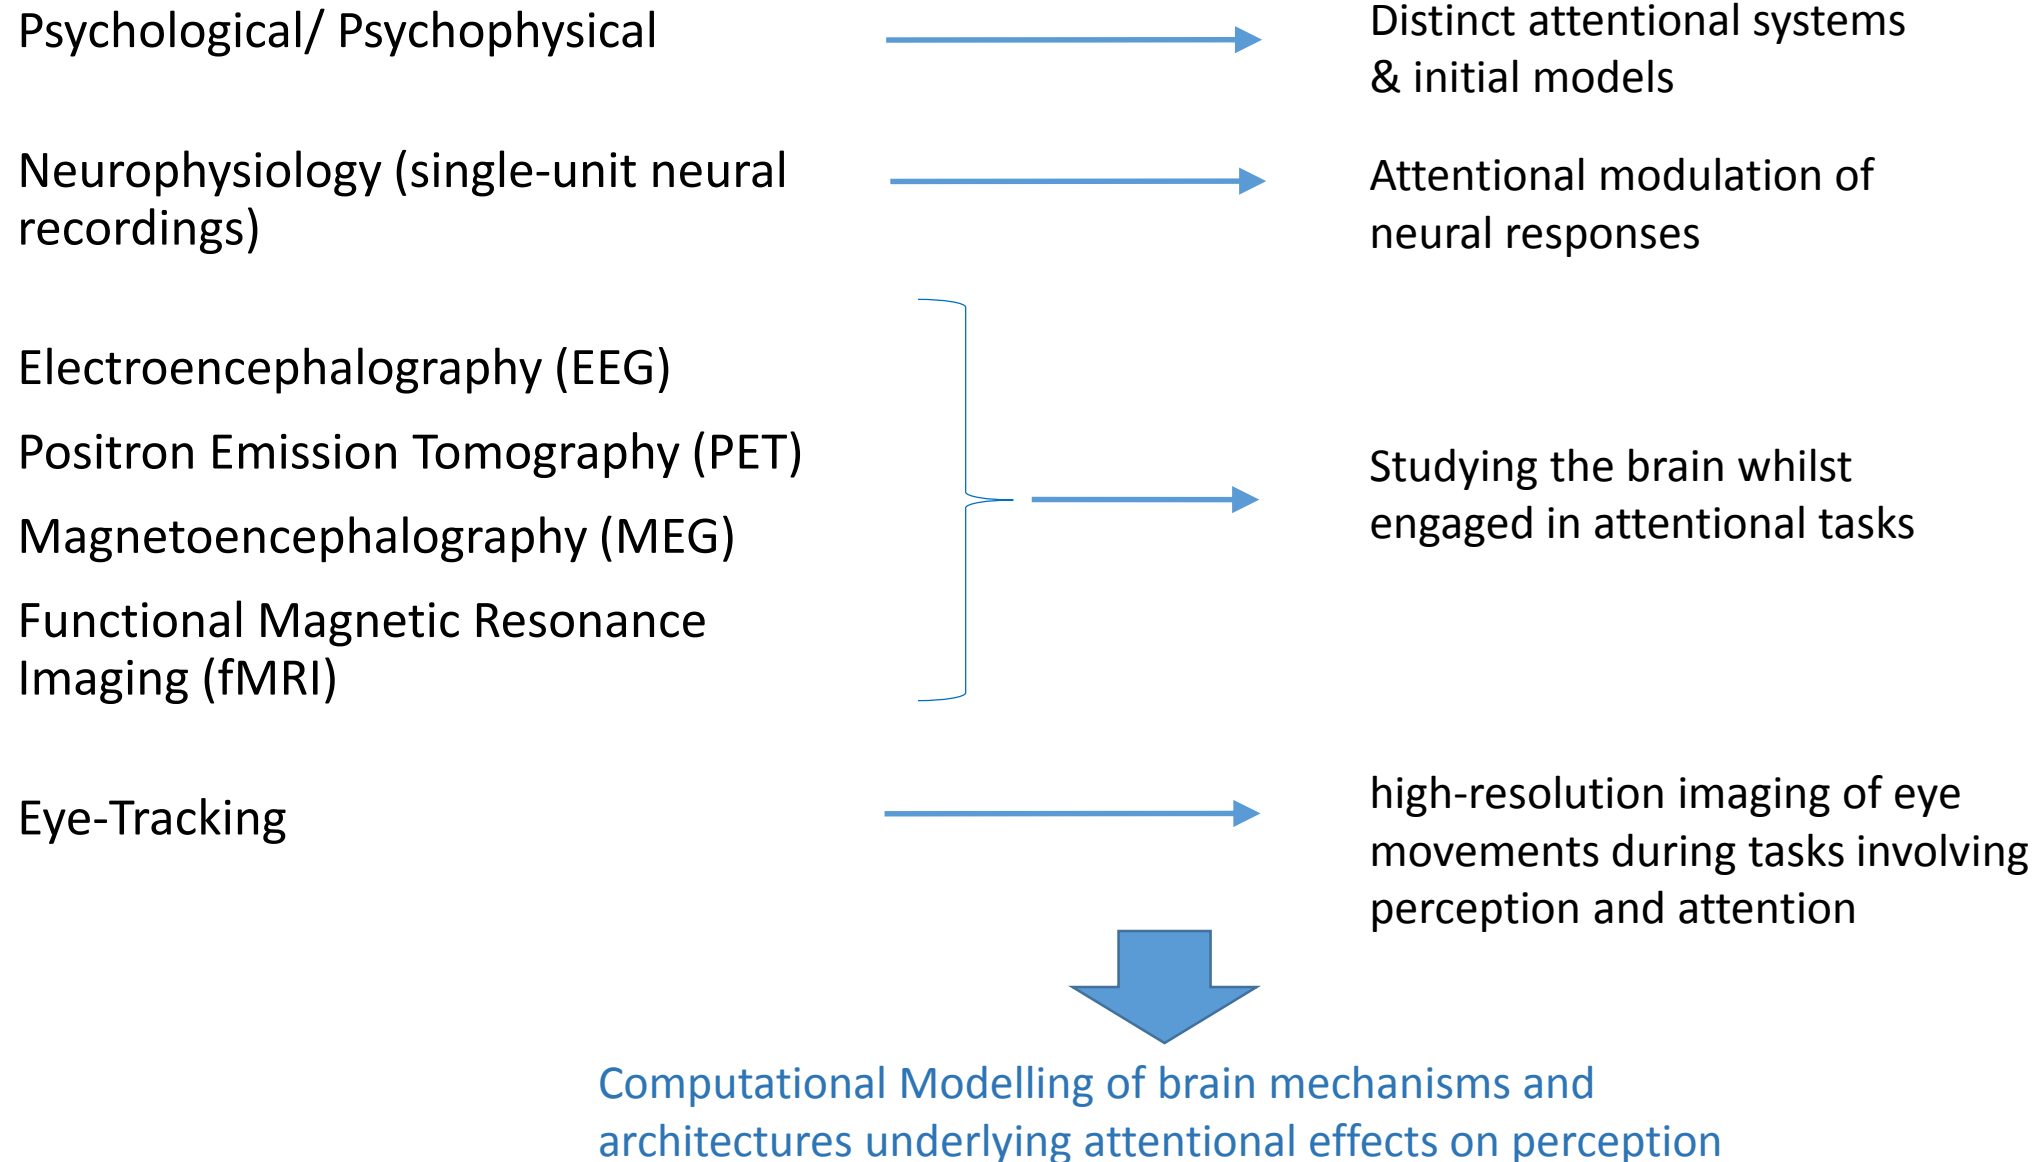 Psychological/ Psychophysical
Distinct attentional systems
& initial models
Neurophysiology (single-unit neural
recordings)
Attentional modulation of
neural responses
Electroencephalography (EEG)
Positron Emission Tomography (PET)
Magnetoencephalography (MEG)
Functional Magnetic Resonance
Imaging (fMRI)
Studying the brain whilst
engaged in attentional tasks
Eye-Tracking
high-resolution imaging of eye
movements during tasks involving
perception and attention
Computational Modelling of brain mechanisms and
architectures underlying attentional effects on perception